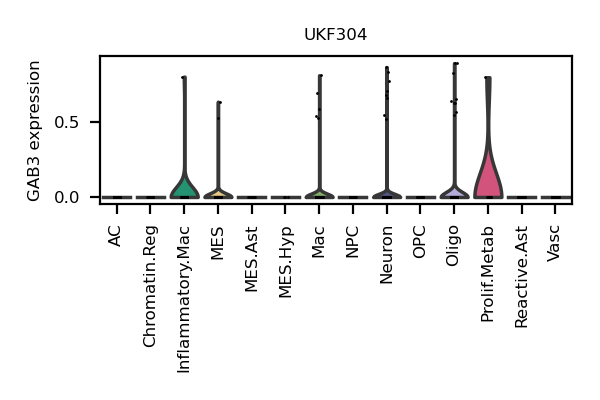 UKF304
GAB3 expression
0.5
0.0
AC
Chromatin.Reg
Inflammatory.Mac
MES
MES.Ast
MES.Hyp
Mac
NPC
Neuron
OPC
Oligo
Prolif.Metab
Reactive.Ast
Vasc